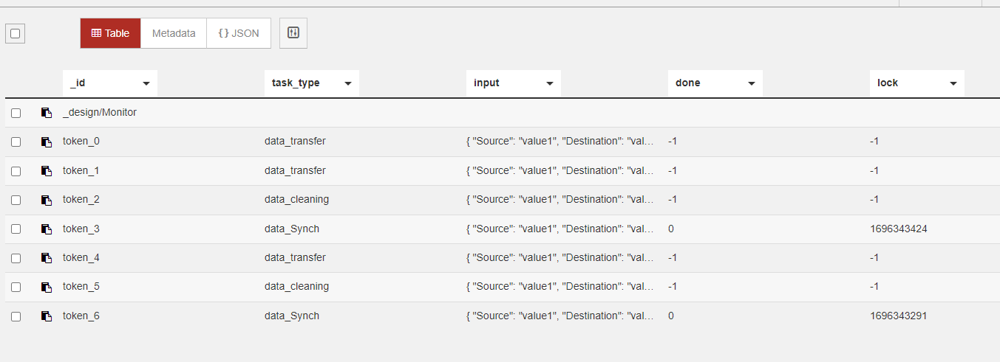 Table Metadata {} JSON
_id task_type input done lock
_design/Monitor
token_0 data_transfer { "Source": "value1", "Destination": "val... -1 -1
token_1 data_transfer { "Source": "value1", "Destination": "val... -1 -1
token_2 data_cleaning { "Source": "value1", "Destination": "val... -1 -1
token_3 data_Synch { "Source": "value1", "Destination": "val... 0 1696343424
token_4 data_transfer { "Source": "value1", "Destination": "val... -1 -1
token_5 data_cleaning { "Source": "value1", "Destination": "val... -1 -1
token_6 data_Synch { "Source": "value1", "Destination": "val... 0 1696343291